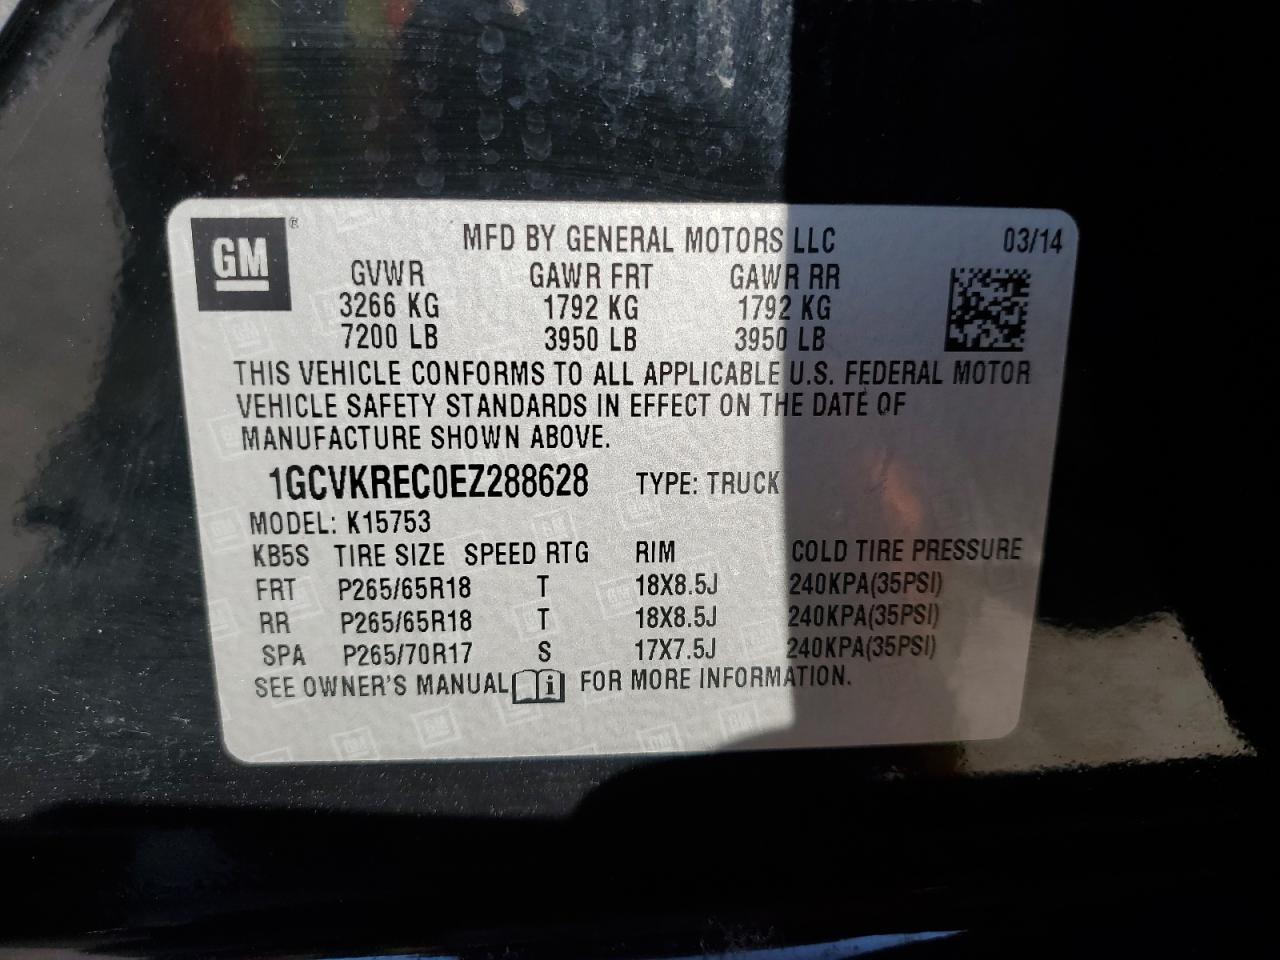 GM ®
MFD BY GENERAL MOTORS LLC 03/14
GVWR GAWR FRT GAWR RR
3266 KG 1792 KG 1792 KG
7200 LB 3950 LB 3950 LB
THIS VEHICLE CONFORMS TO ALL APPLICABLE U.S. FEDERAL MOTOR
VEHICLE SAFETY STANDARDS IN EFFECT ON THE DATE OF
MANUFACTURE SHOWN ABOVE.
1GCVKREC0EZ288628 TYPE: TRUCK
MODEL: K15753
KB5S TIRE SIZE SPEED RTG RIM COLD TIRE PRESSURE
FRT P265/65R18 T 18X8.5J 240KPA(35PSI)
RR P265/65R18 T 18X8.5J 240KPA(35PSI)
SPA P265/70R17 S 17X7.5J 240KPA(35PSI)
SEE OWNER'S MANUAL i FOR MORE INFORMATION.